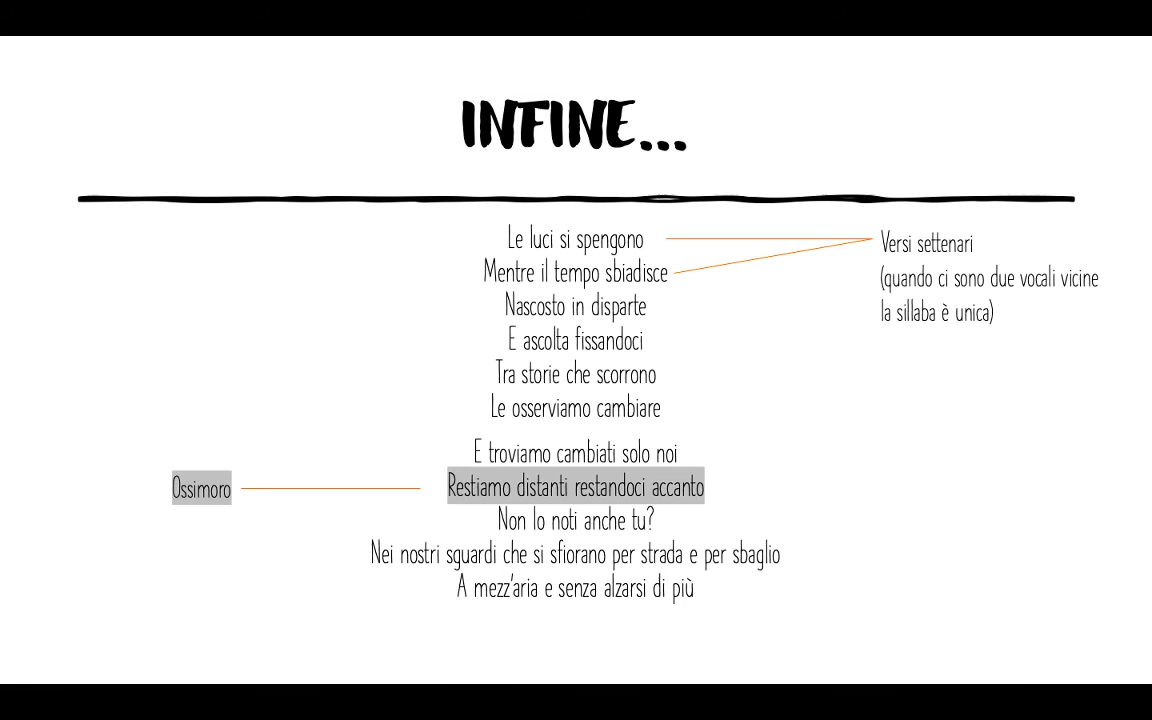 INFINE...
Le luci si spengono
Mentre il tempo sbiadisce
Nascosto in disparte
E ascolta fissandoci
Tra storie che scorrono
Le osserviamo cambiare
E troviamo cambiati solo noi
Restiamo distanti restandoci accanto
Non lo noti anche tu?
Nei nostri sguardi che si sfiorano per strada e per sbaglio
A mezz'aria e senza alzarsi di più
Versi settenari
(quando ci sono due vocali vicine
la sillaba è unica)
Ossimoro